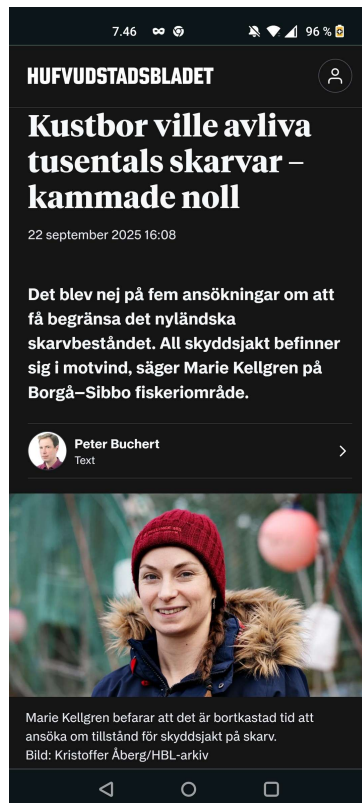 7.46 96 %
HUFVUDSTADSBLADET
Kustbor ville avliva
tusentals skarvar –
kammade noll
22 september 2025 16:08
Det blev nej på fem ansökningar om att
få begränsa det nyländska
skarvbeståndet. All skyddsjakt befinner
sig i motvind, säger Marie Kellgren på
Borgå–Sibbo fiskeriområde.
Peter Buchert
Text
Marie Kellgren befarar att det är bortkastad tid att
ansöka om tillstånd för skyddsjakt på skarv.
Bild: Kristoffer Åberg/HBL-arkiv